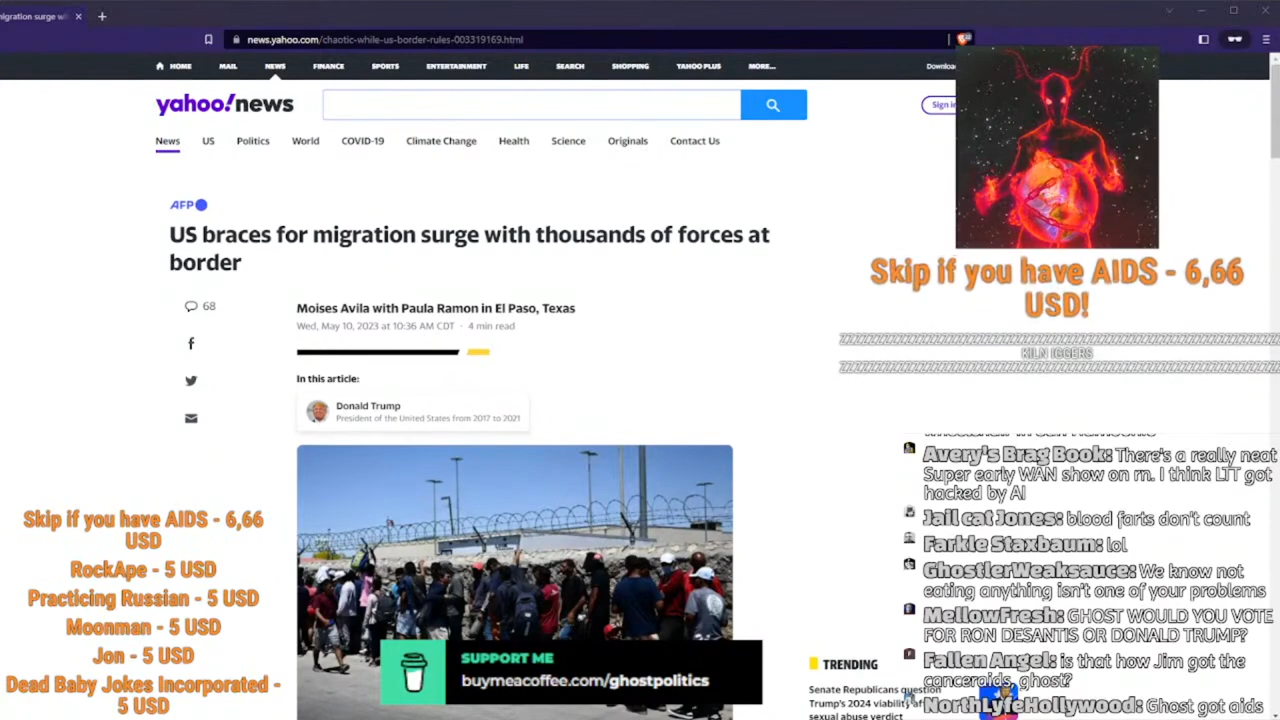 migration surge wi
news.yahoo.com/chaotic-while-us-border-rules-003319169.html
HOME MAIL NEWS FINANCE SPORTS ENTERTAINMENT LIFE SEARCH SHOPPING YAHOO PLUS MORE...
yahoo!news
Sign in
News US Politics World COVID-19 Climate Change Health Science Originals Contact Us
AFP
US braces for migration surge with thousands of forces at
border
68
Moises Avila with Paula Ramon in El Paso, Texas
Wed, May 10, 2023 at 10:36 AM CDT · 4 min read
In this article:
Donald Trump
President of the United States from 2017 to 2021
Skip if you have AIDS - 6,66
USD
RockApe - 5 USD
Practicing Russian - 5 USD
Moonman - 5 USD
Jon - 5 USD
Dead Baby Jokes Incorporated -
5 USD
SUPPORT ME
buymeacoffee.com/ghostpolitics
TRENDING
Senate Republicans question
Trump's 2024 viability af
sexual abuse verdict
Skip if you have AIDS - 6,66
USD!
KILN IGGERS
Avery's Brag Book: There's a really neat
Super early WAN show on rn. I think LTT got
hacked by AI
Jail cat Jones: blood farts don't count
Farkle Staxbaum: lol
GhostlerWeaksauce: We know not
eating anything isn't one of your problems
MellowFresh: GHOST WOULD YOU VOTE
FOR RON DESANTIS OR DONALD TRUMP?
Fallen Angel: is that how Jim got the
canceraids, ghost?
NorthLyfeHollywood: Ghost got aids